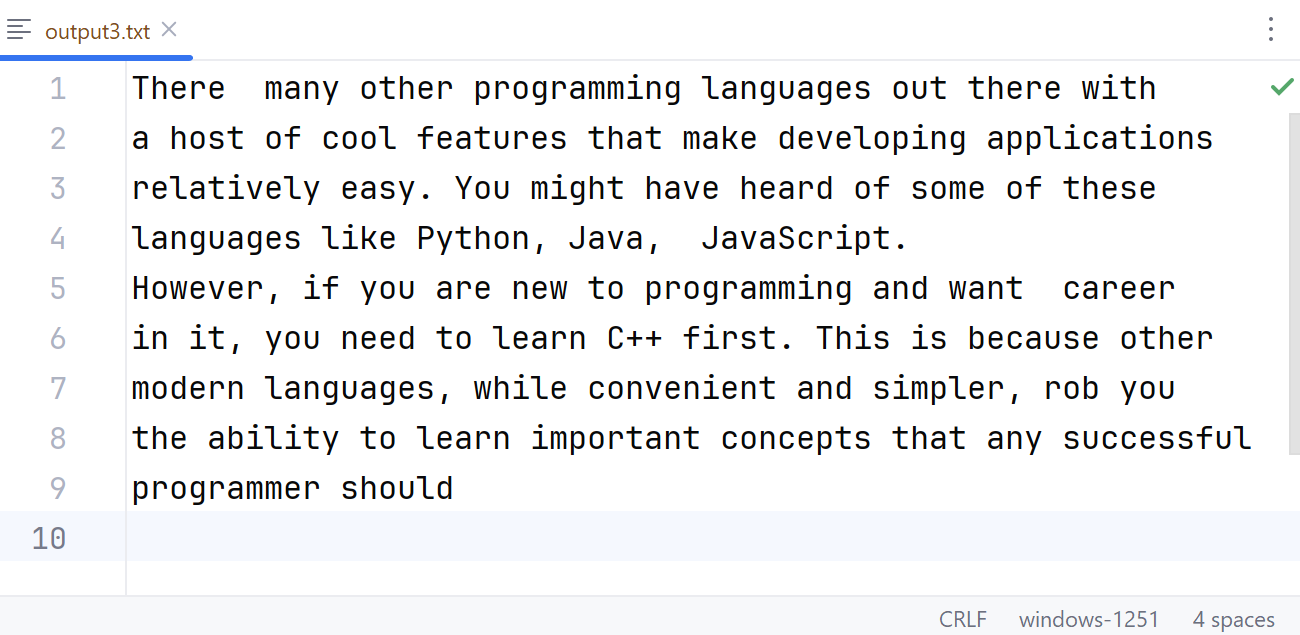 output3.txt
1 There  many other programming languages out there with
2 a host of cool features that make developing applications
3 relatively easy. You might have heard of some of these
4 languages like Python, Java,  JavaScript.
5 However, if you are new to programming and want  career
6 in it, you need to learn C++ first. This is because other
7 modern languages, while convenient and simpler, rob you
8 the ability to learn important concepts that any successful
9 programmer should
10
CRLF windows-1251 4 spaces